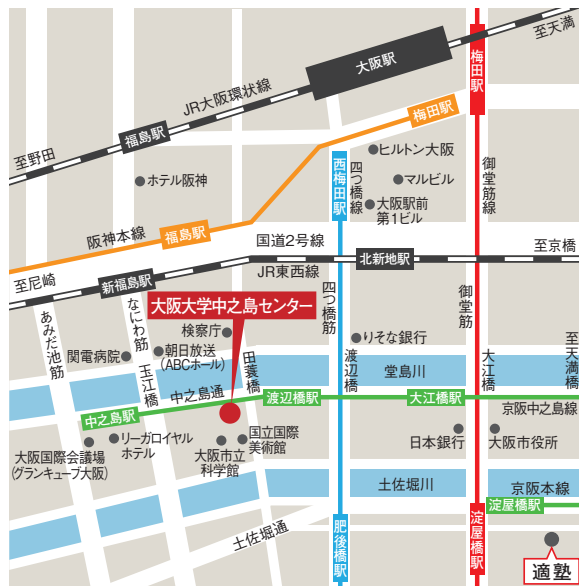 至天満
大阪駅
梅田駅
JR大阪環状線
梅田駅
福島駅
至野田
ヒルトン大阪
マルビル
ホテル阪神
西梅田駅
四つ橋線
大阪駅前
第1ビル
御堂筋線
阪神本線
福島駅
国道2号線
至京橋
北新地駅
至尼崎
新福島駅
JR東西線
大阪大学中之島センター
四つ橋筋
御堂筋
あみだ池筋
なにわ筋
検察庁
りそな銀行
朝日放送
(ABCホール)
関電病院
玉江橋
田蓑橋
渡辺橋
堂島川
大江橋
至天満橋
中之島通
渡辺橋駅
大江橋駅
京阪中之島線
中之島駅
リーガロイヤル
ホテル
国立国際
美術館
大阪市立
科学館
日本銀行
大阪市役所
大阪国際会議場
(グランキューブ大阪)
土佐堀川
京阪本線
淀屋橋駅
土佐堀通
肥後橋駅
淀屋橋駅
適塾